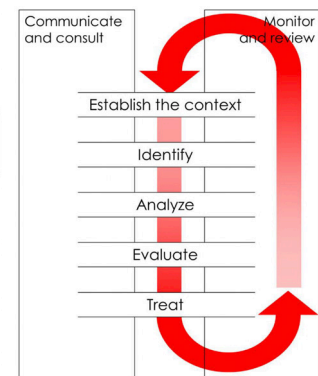 Communicate
and consult
Monitor
and review
Establish the context
Identify
Analyze
Evaluate
Treat